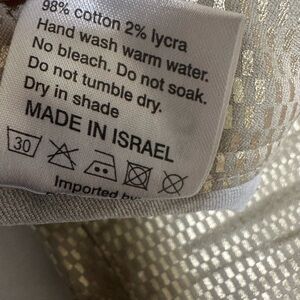 98% cotton 2% lycra
Hand wash warm water.
No bleach. Do not soak.
Do not tumble dry.
Dry in shade
MADE IN ISRAEL
30
Imported by